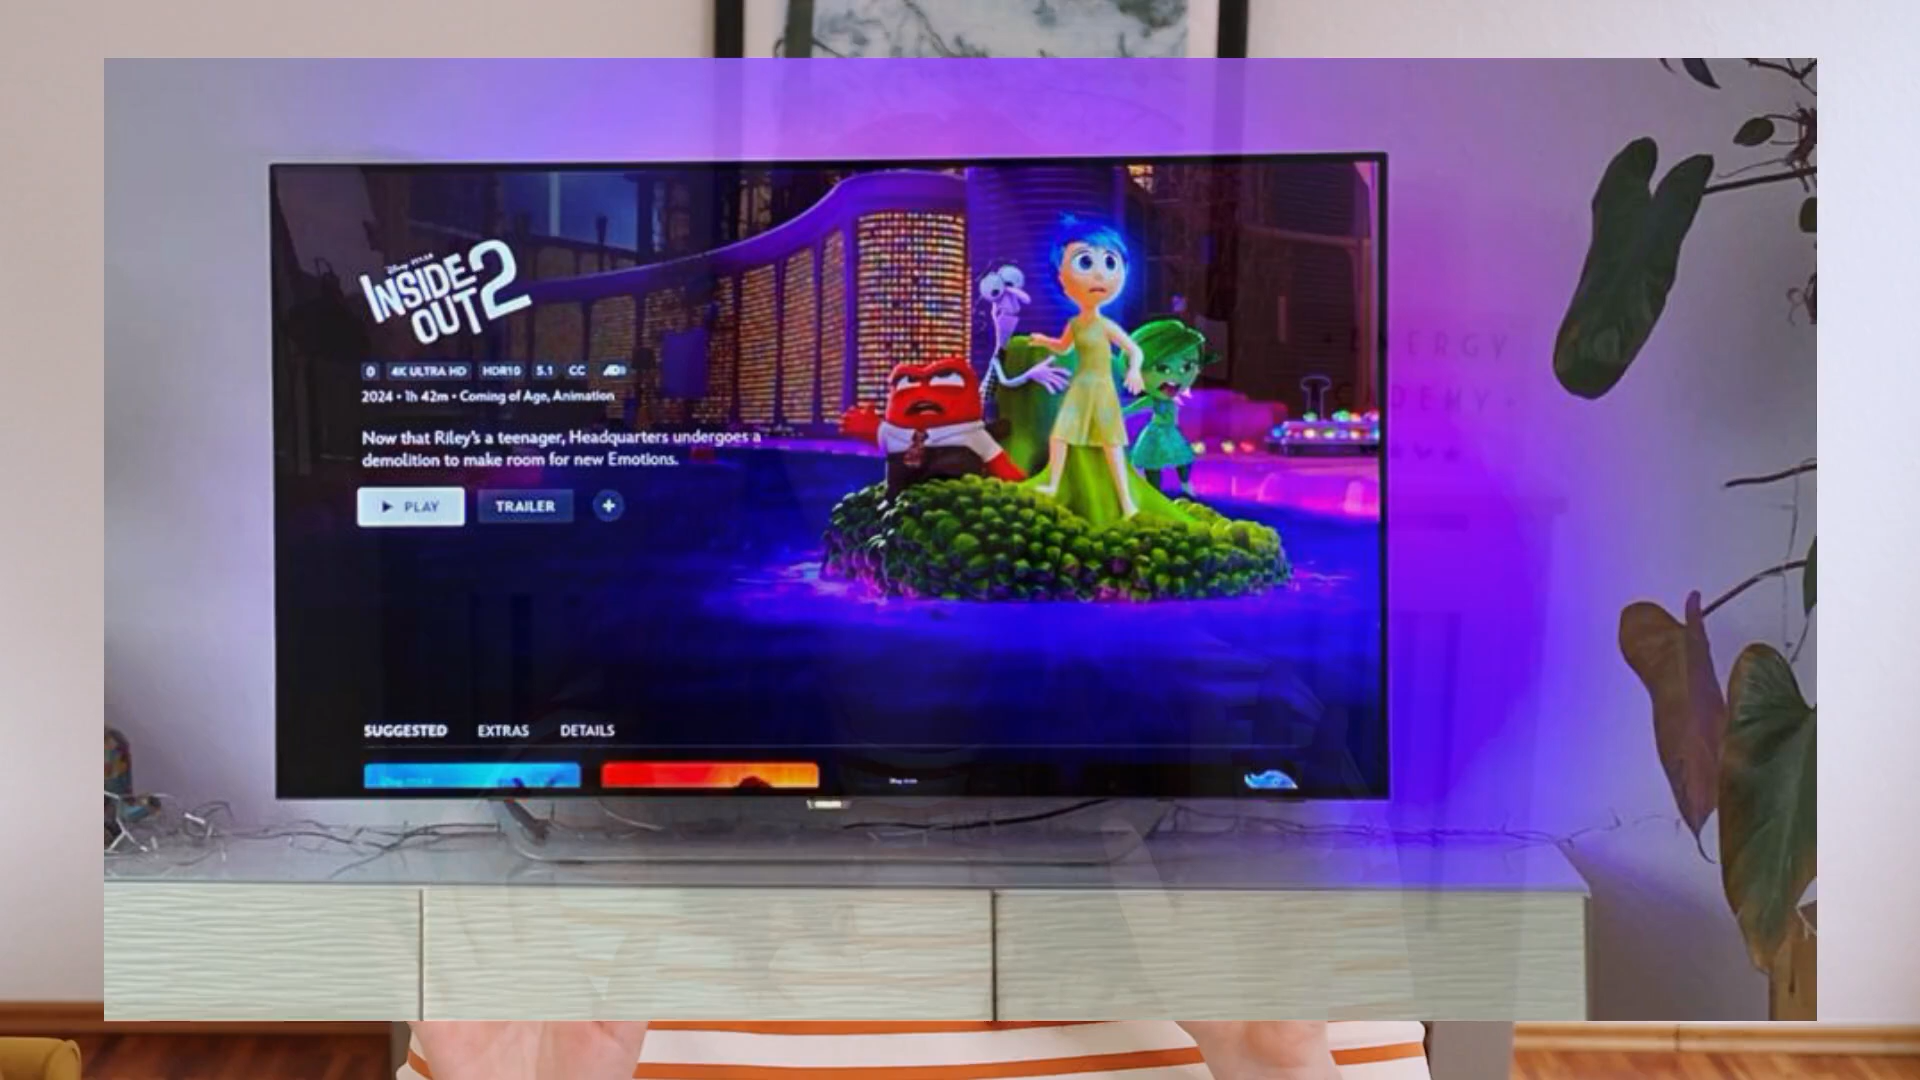 Disney PIXAR
INSIDE
OUT 2
0 4K ULTRA HD HDR10 5.1 CC AD
2024 • 1h 42m • Coming of Age, Animation
Now that Riley's a teenager, Headquarters undergoes a
demolition to make room for new Emotions.
PLAY TRAILER +
SUGGESTED EXTRAS DETAILS